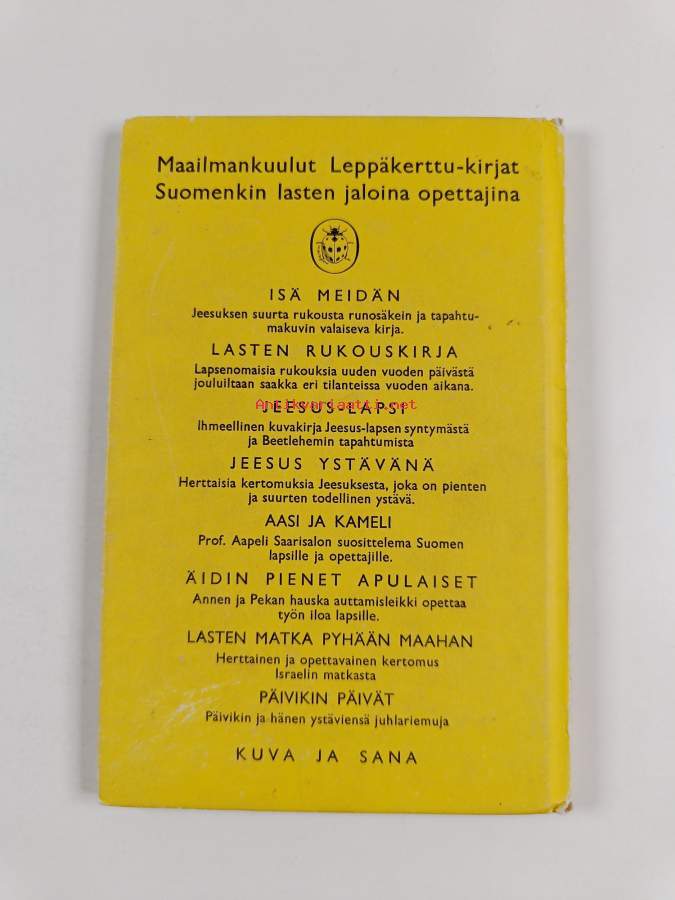 Maailmankuulut Leppäkerttu-kirjat
Suomenkin lasten jaloina opettajina
ISÄ MEIDÄN
Jeesuksen suurta rukousta runosäkein ja tapahtu-
makuvin valaiseva kirja.
LASTEN RUKOUSKIRJA
Lapsenomaisia rukouksia uuden vuoden päivästä
jouluiltaan saakka eri tilanteissa vuoden aikana.
Antikvariaatti.net
JEESUS-LAPSI
Ihmeellinen kuvakirja Jeesus-lapsen syntymästä
ja Beetlehemin tapahtumista
JEESUS YSTÄVÄNÄ
Herttaisia kertomuksia Jeesuksesta, joka on pienten
ja suurten todellinen ystävä.
AASI JA KAMELI
Prof. Aapeli Saarisalon suosittelema Suomen
lapsille ja opettajille.
ÄIDIN PIENET APULAISET
Annen ja Pekan hauska auttamisleikki opettaa
työn iloa lapsille.
LASTEN MATKA PYHÄÄN MAAHAN
Herttainen ja opettavainen kertomus
Israelin matkasta
PÄIVIKIN PÄIVÄT
Päivikin ja hänen ystäviensä juhlariemuja
KUVA JA SANA